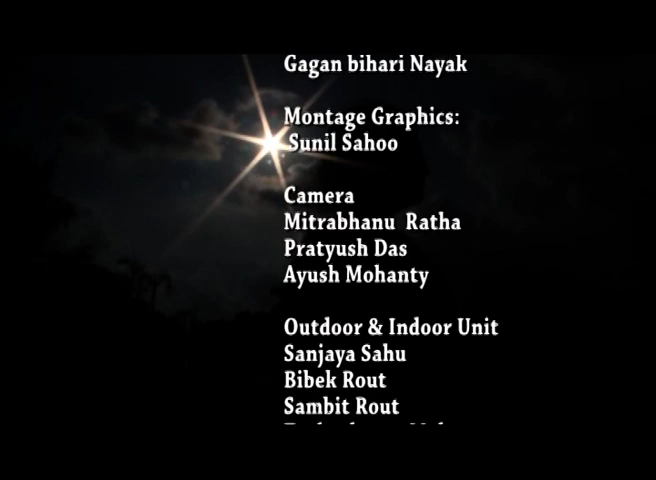 Gagan bihari Nayak
Montage Graphics:
Sunil Sahoo
Camera
Mitrabhanu Ratha
Pratyush Das
Ayush Mohanty
Outdoor & Indoor Unit
Sanjaya Sahu
Bibek Rout
Sambit Rout